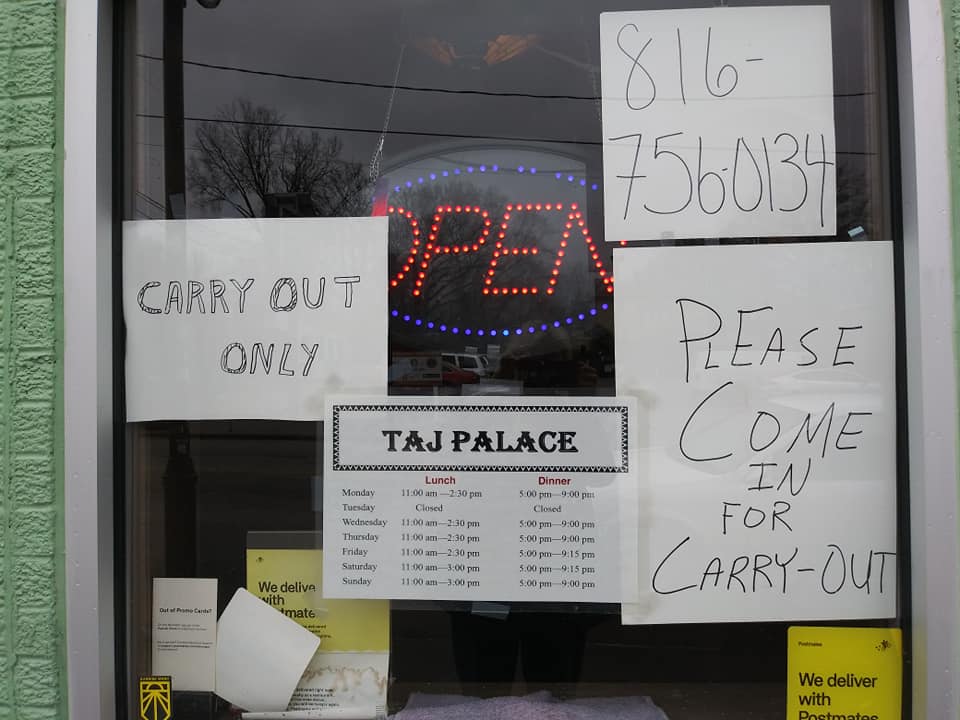 816-
756-0134
OPEN
CARRY OUT
ONLY
PLEASE
COME
IN
FOR
CARRY-OUT
TAJ PALACE
Lunch Dinner
Monday 11:00 am—2:30 pm 5:00 pm—9:00 pm
Tuesday Closed Closed
Wednesday 11:00 am—2:30 pm 5:00 pm—9:00 pm
Thursday 11:00 am—2:30 pm 5:00 pm—9:00 pm
Friday 11:00 am—2:30 pm 5:00 pm—9:15 pm
Saturday 11:00 am—3:00 pm 5:00 pm—9:15 pm
Sunday 11:00 am—3:00 pm 5:00 pm—9:00 pm
Out of Promo Cards?
We delive
with
stmate
Postmates
We deliver
with
Postmates